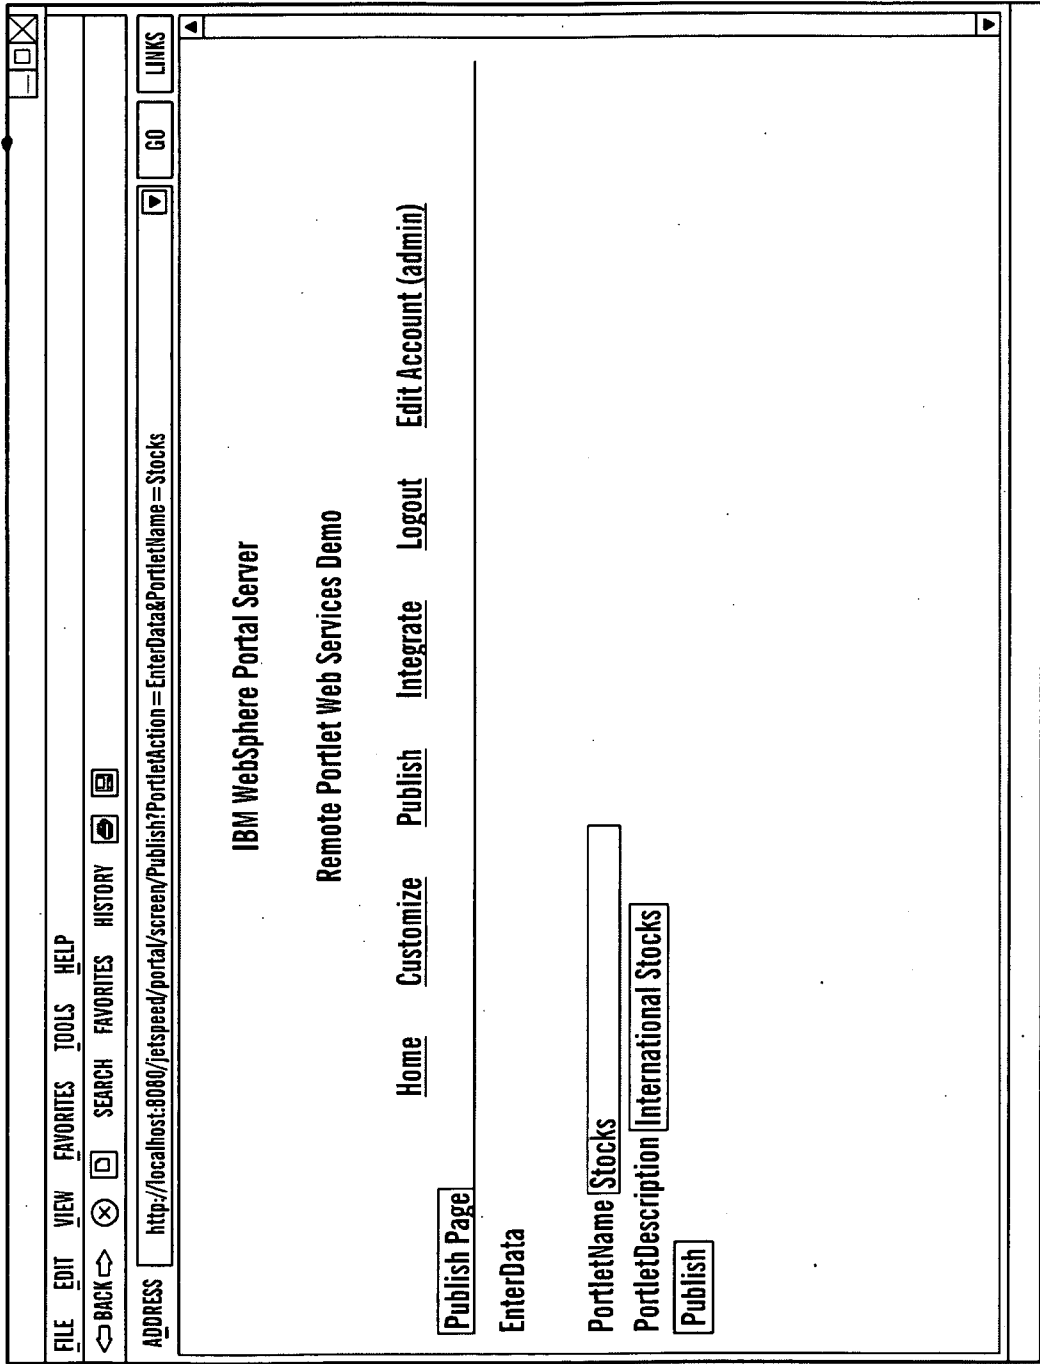 FILE EDIT VIEW FAVORITES TOOLS HELP
BACK SEARCH FAVORITES HISTORY
ADDRESS http://localhost:8080/jetspeed/portal/screen/Publish?PortletAction=EnterData&PortletName=Stocks GO LINKS
IBM WebSphere Portal Server
Remote Portlet Web Services Demo
Home Customize Publish Integrate Logout Edit Account (admin)
Publish Page
EnterData
PortletName Stocks
PortletDescription International Stocks
Publish